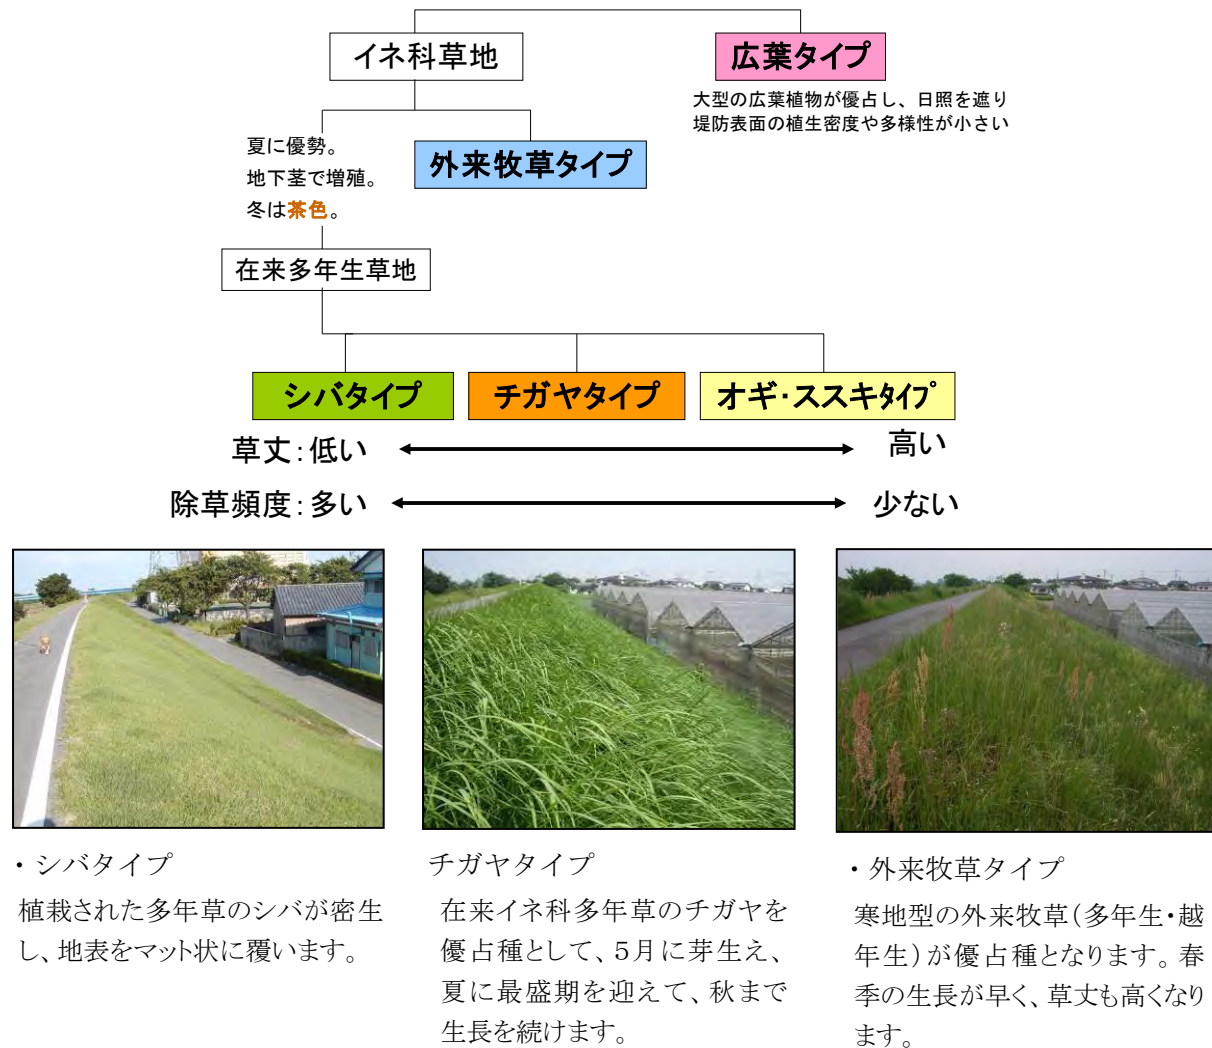 イネ科草地
広葉タイプ
大型の広葉植物が優占し、日照を遮り
堤防表面の植生密度や多様性が小さい
夏に優勢。
地下茎で増殖。
冬は茶色。
外来牧草タイプ
在来多年生草地
シバタイプ
チガヤタイプ
オギ・ススキタイプ
草丈：低い
高い
除草頻度：多い
少ない
・シバタイプ
植栽された多年草のシバが密生
し、地表をマット状に覆います。
チガヤタイプ
在来イネ科多年草のチガヤを
優占種として、5月に芽生え、
夏に最盛期を迎えて、秋まで
生長を続けます。
・外来牧草タイプ
寒地型の外来牧草（多年生・越
年生）が優占種となります。春
季の生長が早く、草丈も高くなり
ます。